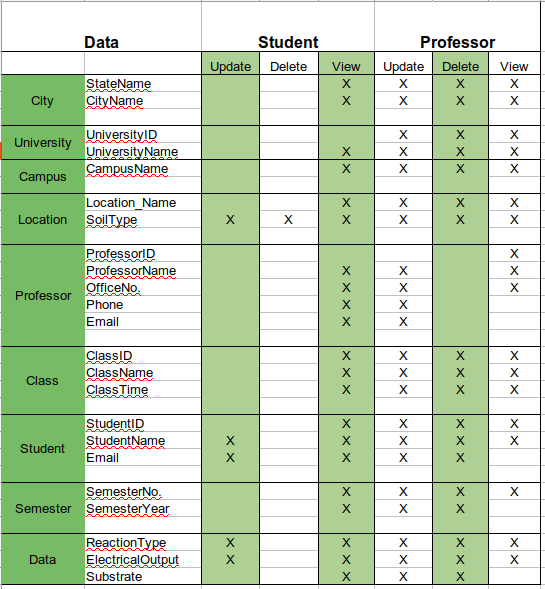 Data Student Professor
Update Delete View Update Delete View
City StateName X X X X
CityName X X X X
University UniversityID X X X
UniversityName X X X X
Campus CampusName X X X X
Location Location_Name X X X X
SoilType X X X X X X
Professor ProfessorID X
ProfessorName X X X
OfficeNo. X X X
Phone X X
Email X X
Class ClassID X X X X
ClassName X X X X
ClassTime X X X X
Student StudentID X X X X
StudentName X X X X X
Email X X X X
Semester SemesterNo. X X X X
SemesterYear X X X
Data ReactionType X X X X X
ElectricalOutput X X X X X
Substrate X X X